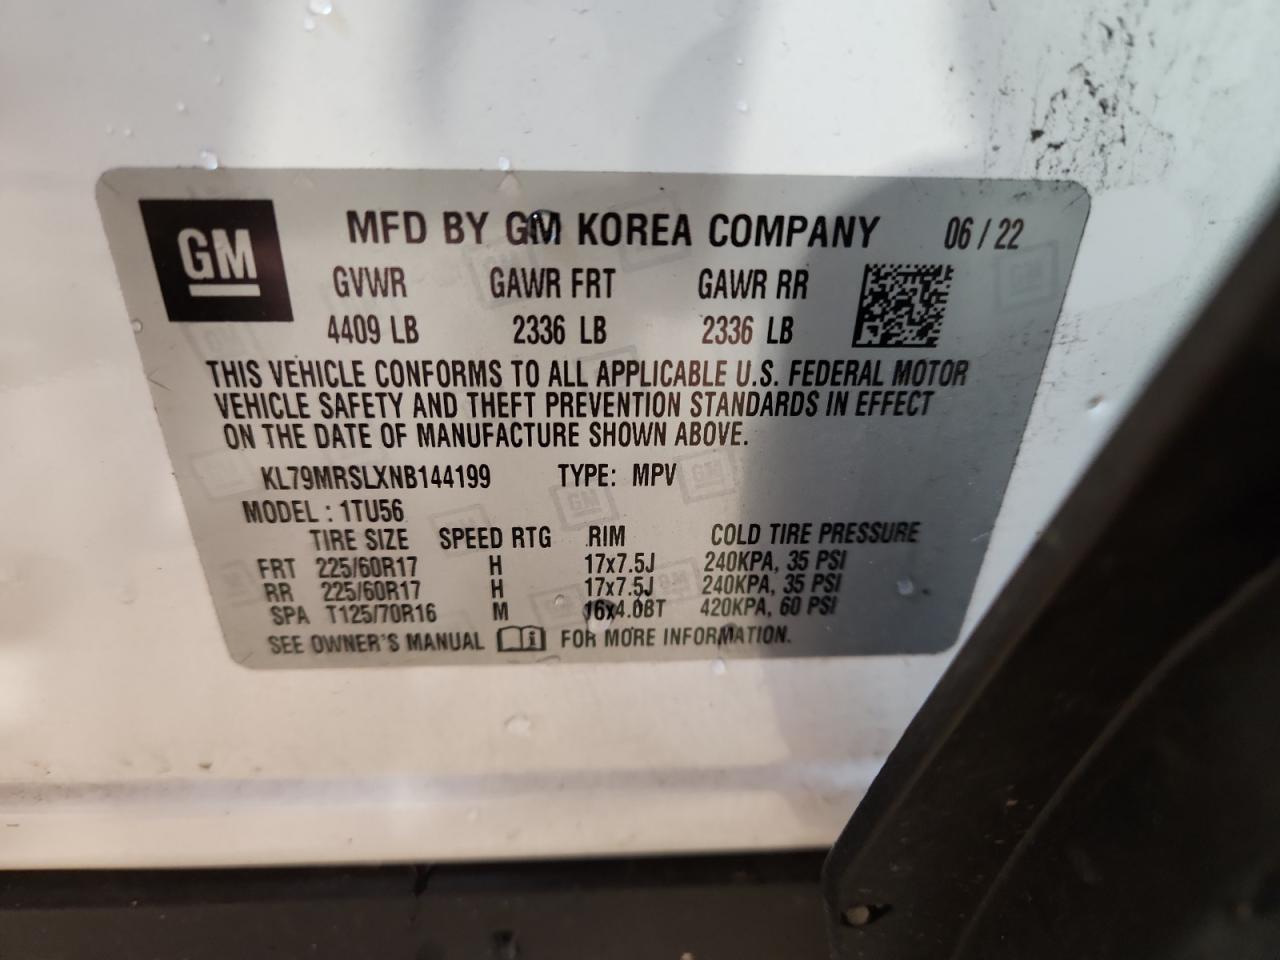 GM MFD BY GM KOREA COMPANY 06 / 22
GVWR GAWR FRT GAWR RR
4409 LB 2336 LB 2336 LB
THIS VEHICLE CONFORMS TO ALL APPLICABLE U.S. FEDERAL MOTOR
VEHICLE SAFETY AND THEFT PREVENTION STANDARDS IN EFFECT
ON THE DATE OF MANUFACTURE SHOWN ABOVE.
KL79MRSLXNB144199 TYPE: MPV
MODEL : 1TU56
TIRE SIZE SPEED RTG RIM COLD TIRE PRESSURE
FRT 225/60R17 H 17x7.5J 240KPA, 35 PSI
RR 225/60R17 H 17x7.5J 240KPA, 35 PSI
SPA T125/70R16 M 16x4.0BT 420KPA, 60 PSI
SEE OWNER'S MANUAL FOR MORE INFORMATION.